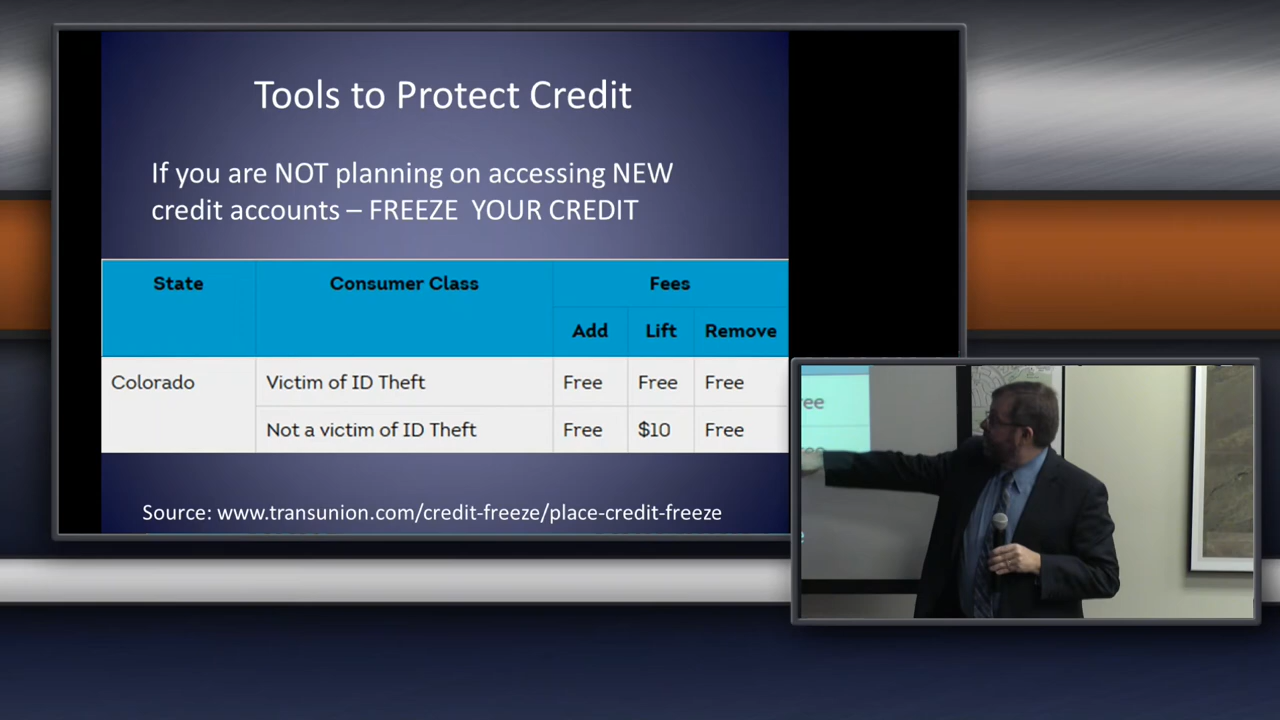 Tools to Protect Credit
If you are NOT planning on accessing NEW
credit accounts – FREEZE YOUR CREDIT
State Consumer Class Fees
Add Lift Remove
Colorado Victim of ID Theft Free Free Free
Not a victim of ID Theft Free $10 Free
Source: www.transunion.com/credit-freeze/place-credit-freeze
ree